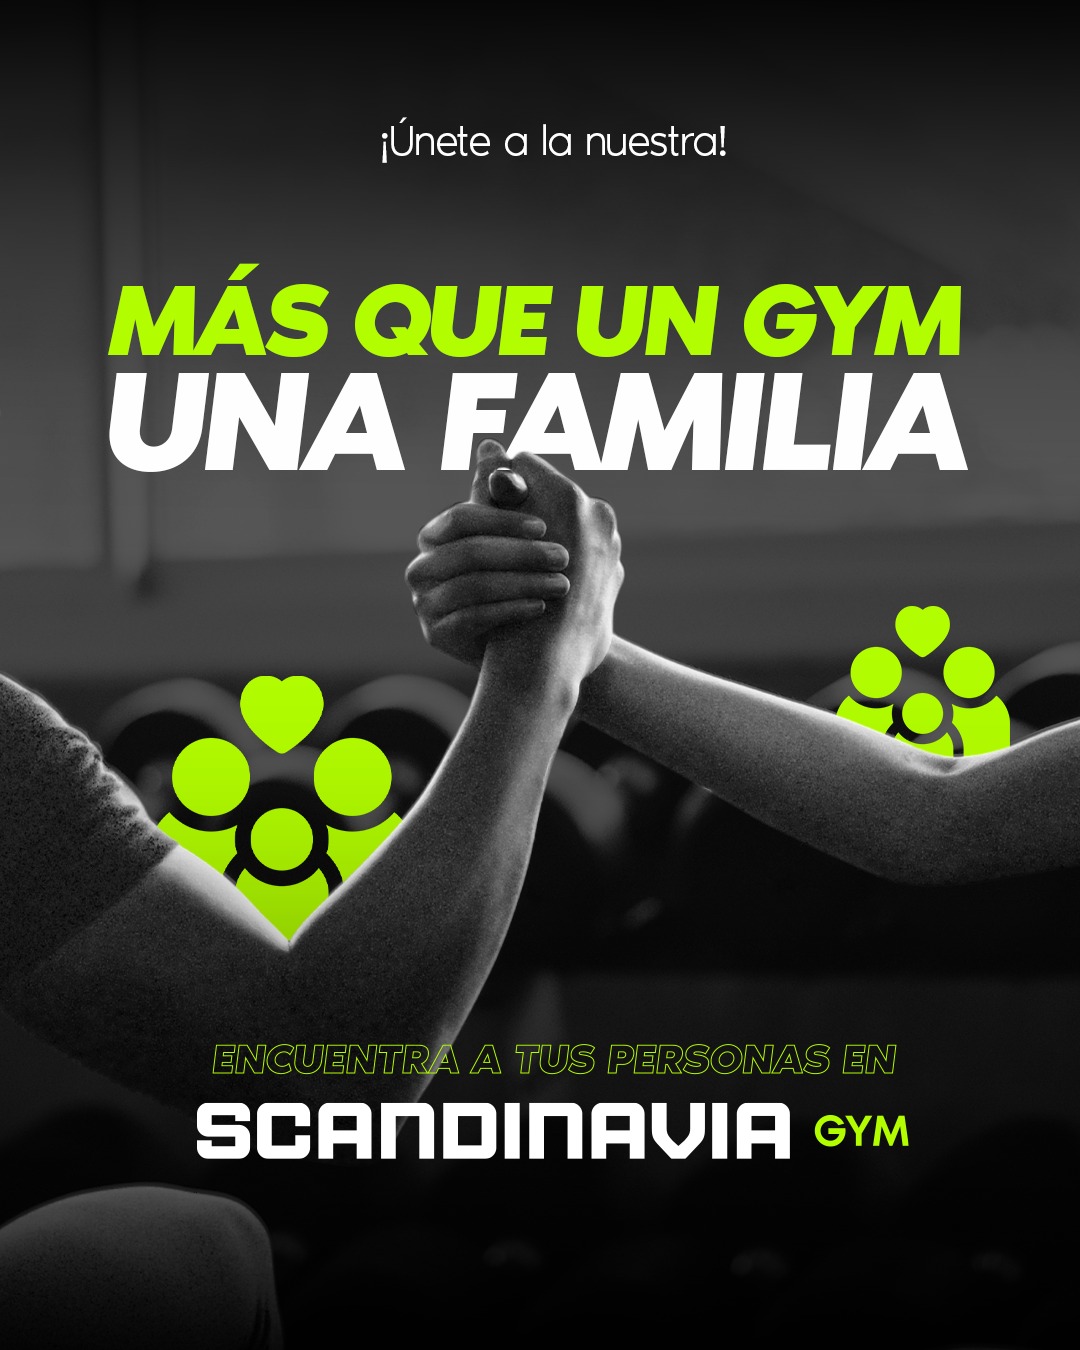 ¡Únete a la nuestra!
MÁS QUE UN GYM
UNA FAMILIA
ENCUENTRA A TUS PERSONAS EN
SCANDINAVIA GYM